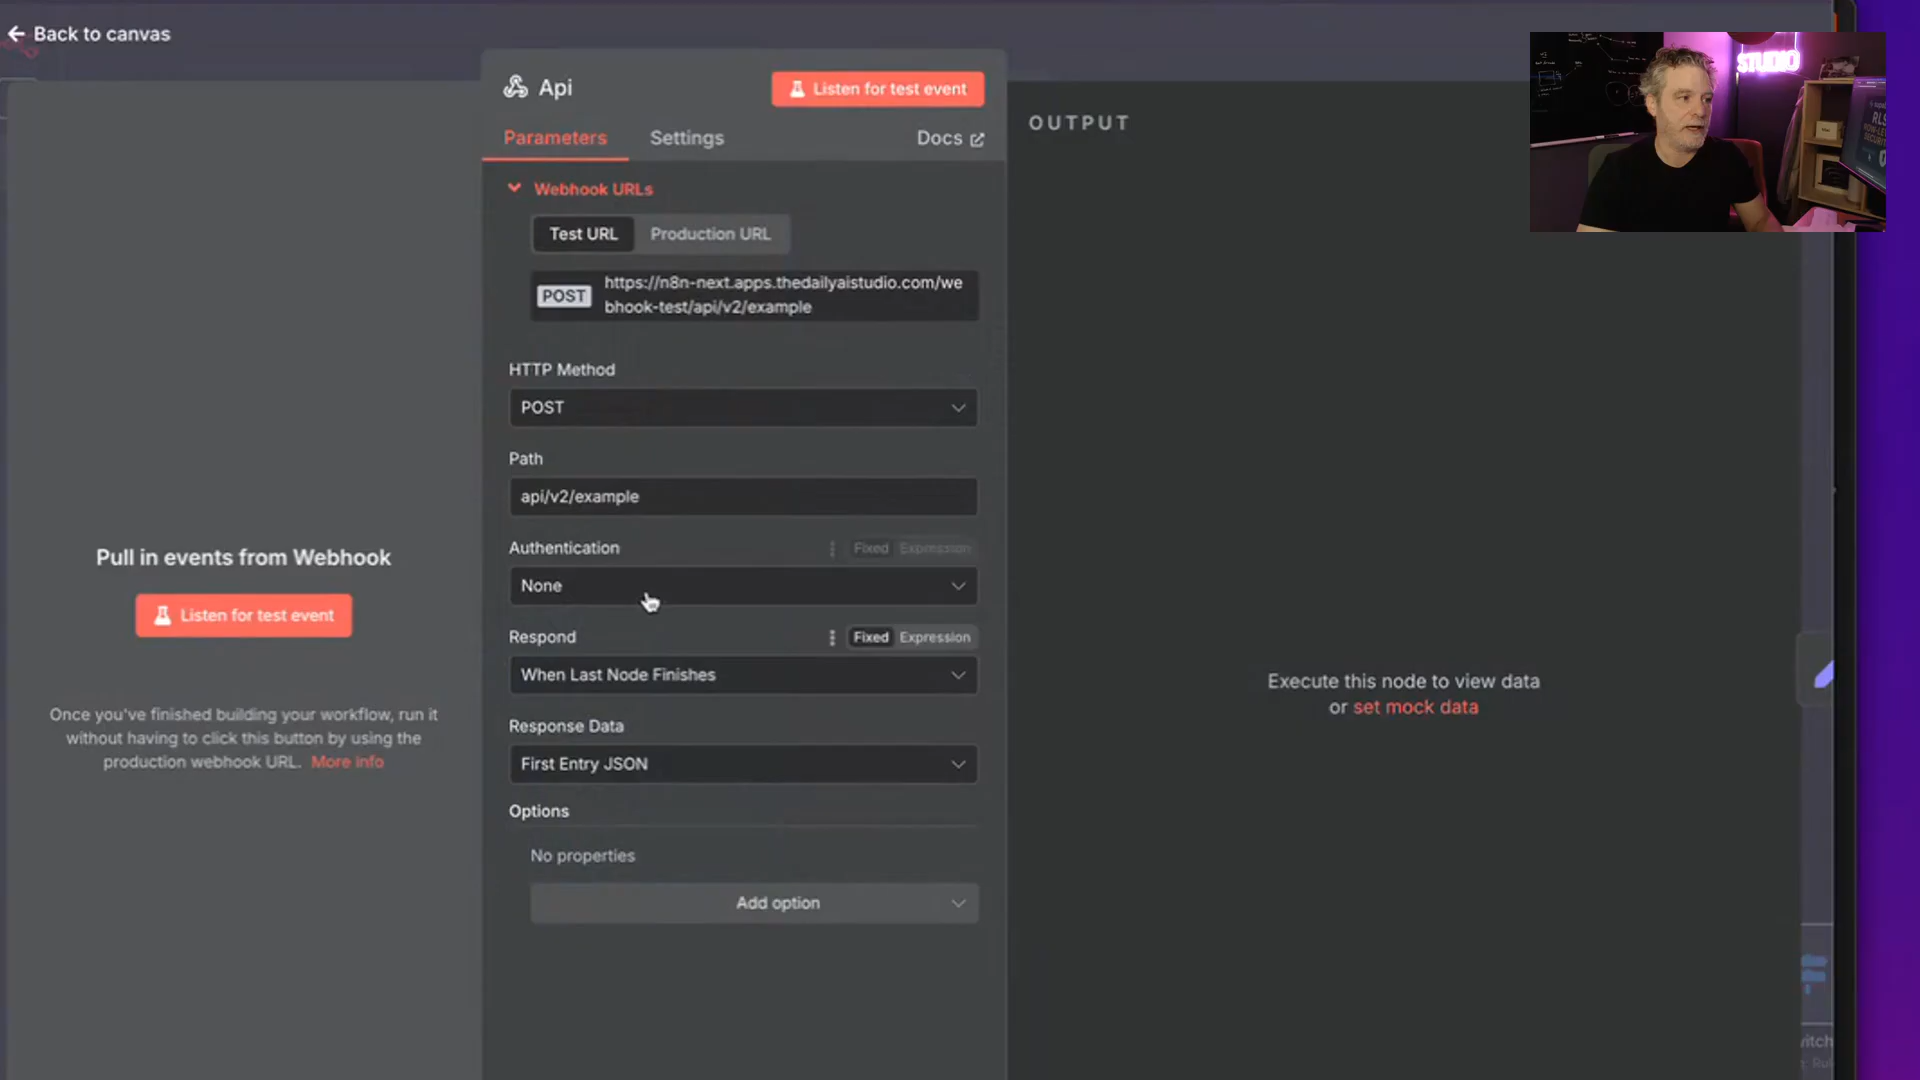 Back to canvas
Api
Listen for test event
Parameters
Settings
Docs
Webhook URLs
Test URL
Production URL
POST
https://n8n-next.apps.thedailyaistudio.com/we
bhook-test/api/v2/example
HTTP Method
POST
Path
api/v2/example
Authentication
Fixed
Expression
None
Respond
Fixed
Expression
When Last Node Finishes
Response Data
First Entry JSON
Options
No properties
Add option
Pull in events from Webhook
Listen for test event
Once you've finished building your workflow, run it
without having to click this button by using the
production webhook URL. More info
OUTPUT
Execute this node to view data
or set mock data
STUDIO
RLS